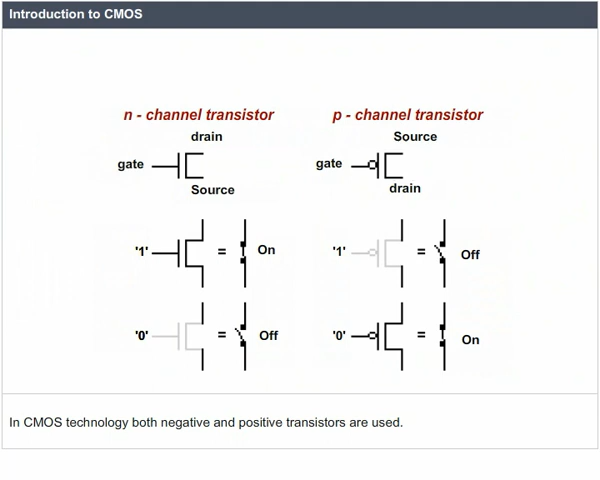 Introduction to CMOS
n - channel transistor
p - channel transistor
drain
Source
gate
gate
Source
drain
'1'
=
On
'1'
=
Off
'0'
=
Off
'0'
=
On
In CMOS technology both negative and positive transistors are used.